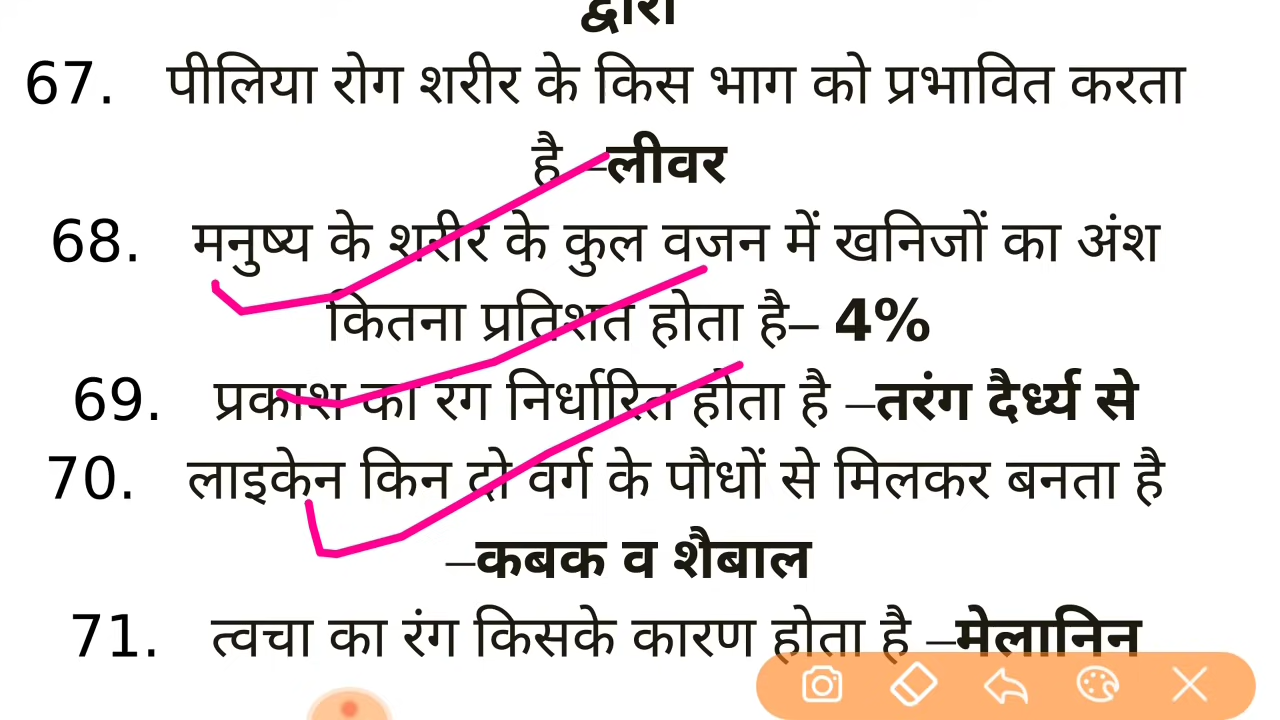 द्वारा
67. पीलिया रोग शरीर के किस भाग को प्रभावित करता
है –लीवर
68. मनुष्य के शरीर के कुल वजन में खनिजों का अंश
कितना प्रतिशत होता है– 4%
69. प्रकाश का रंग निर्धारित होता है –तरंग दैर्ध्य से
70. लाइकेन किन दो वर्ग के पौधों से मिलकर बनता है
–कबक व शैबाल
71. त्वचा का रंग किसके कारण होता है –मेलानिन